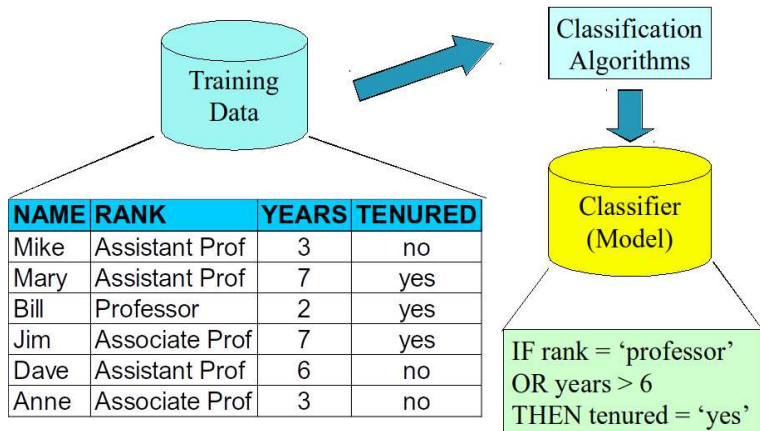 Training
Data
Classification
Algorithms
NAME RANK YEARS TENURED
Mike Assistant Prof 3 no
Mary Assistant Prof 7 yes
Bill Professor 2 yes
Jim Associate Prof 7 yes
Dave Assistant Prof 6 no
Anne Associate Prof 3 no
Classifier
(Model)
IF rank = ‘professor’
OR years > 6
THEN tenured = ‘yes’